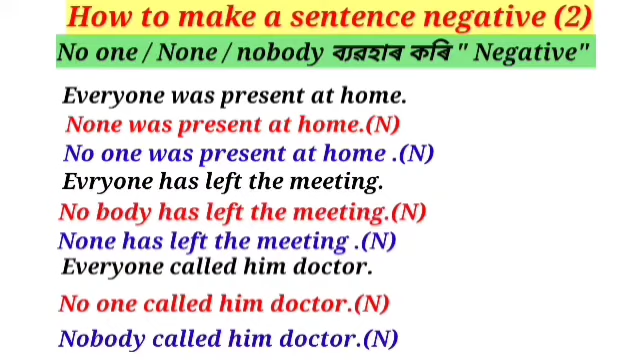 How to make a sentence negative (2)
No one / None / nobody ব্যৱহাৰ কৰি " Negative"
Everyone was present at home.
None was present at home.(N)
No one was present at home .(N)
Evryone has left the meeting.
No body has left the meeting.(N)
None has left the meeting .(N)
Everyone called him doctor.
No one called him doctor.(N)
Nobody called him doctor.(N)